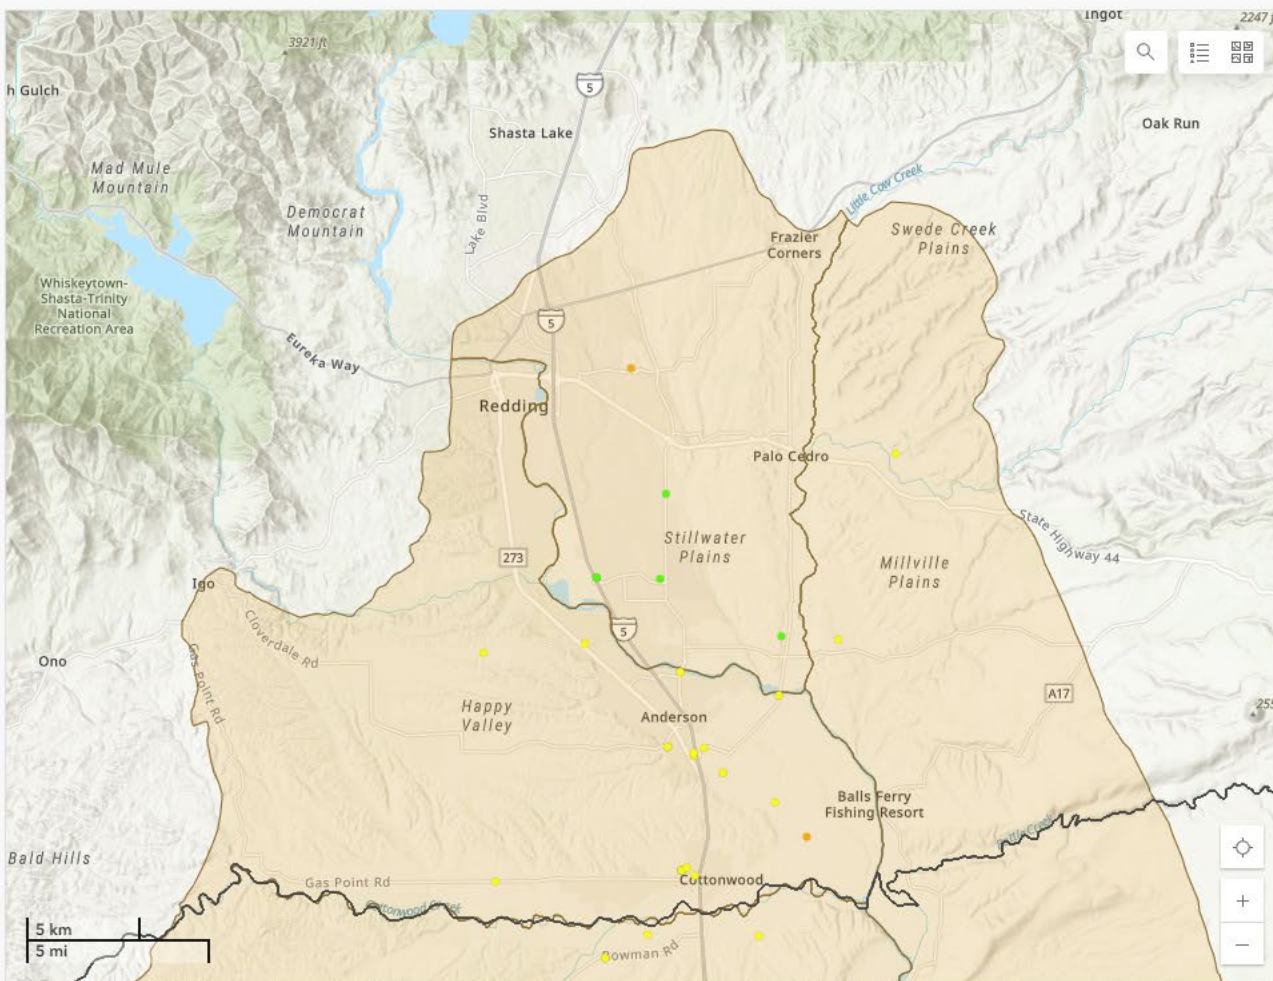 Ingot
3921 ft
5
h Gulch
Shasta Lake
Oak Run
Mad Mule
Mountain
Little Cow Creek
Democrat
Mountain
Lake Blvd
Swede Creek
Plains
Frazier
Corners
Whiskeytown-
Shasta-Trinity
National
Recreation Area
5
Eureka Way
Redding
Palo Cedro
State Highway 44
Stillwater
Plains
273
Millville
Plains
Igo
Cloverdale Rd
5
Ono
Gas Point Rd
A17
Happy
Valley
Anderson
Balls Ferry
Fishing Resort
Battle Creek
Bald Hills
Gas Point Rd
Cottonwood
Cottonwood Creek
5 km
5 mi
Bowman Rd
+
−